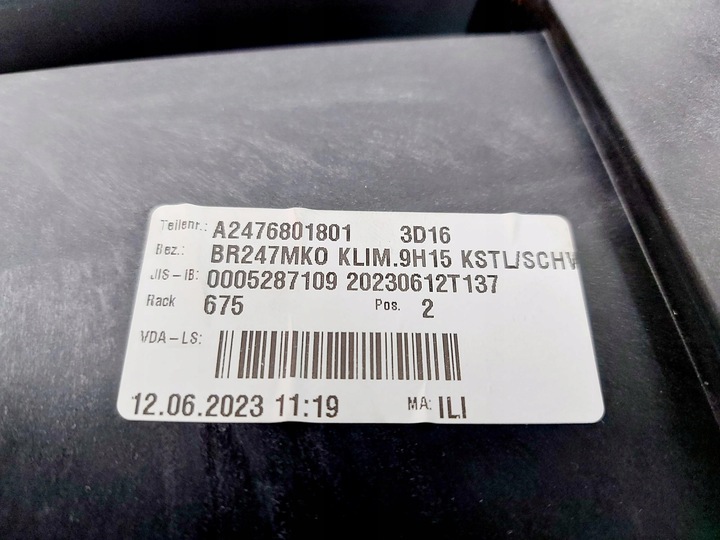 Teilenr.: A2476801801 3D16
Bez.: BR247MKO KLIM.9H15 KSTL/SCHW
JIS-IB: 0005287109 20230612T137
Rack 675 Pos. 2
VDA-LS:
12.06.2023 11:19 MA: ILI